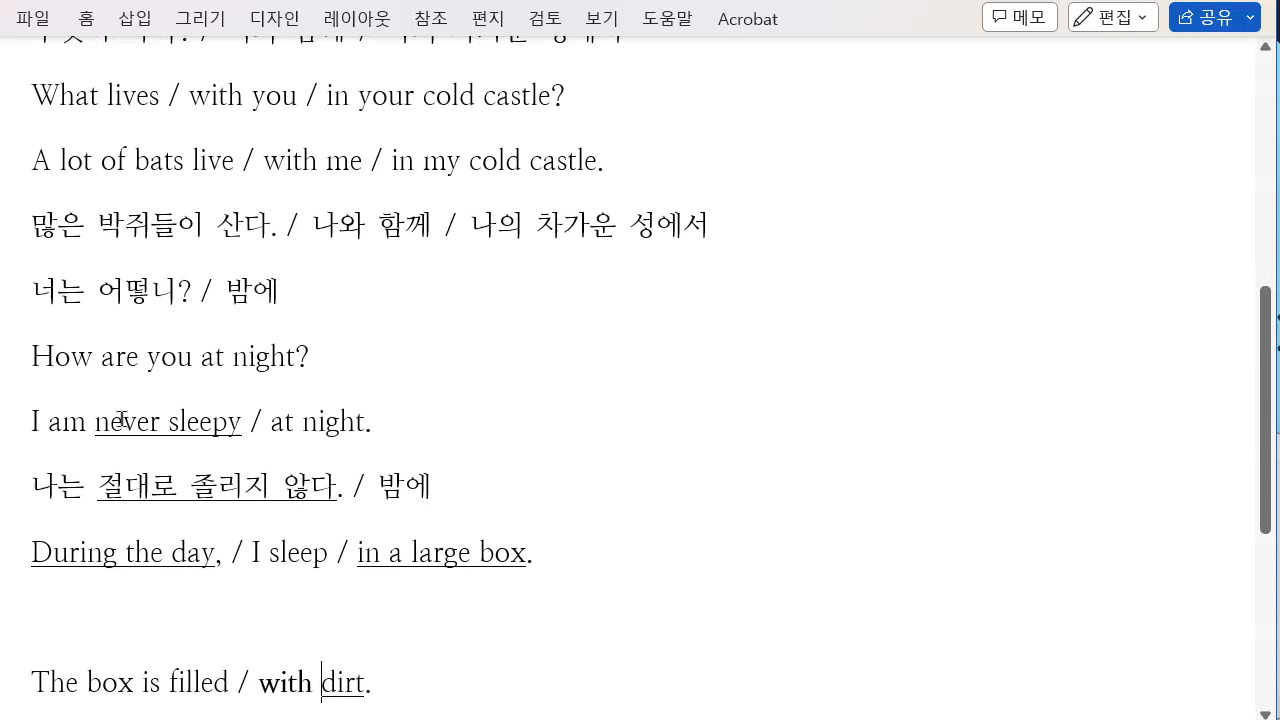 파일 홈 삽입 그리기 디자인 레이아웃 참조 편지 검토 보기 도움말 Acrobat 메모 편집 공유
What lives / with you / in your cold castle?
A lot of bats live / with me / in my cold castle.
많은 박쥐들이 산다. / 나와 함께 / 나의 차가운 성에서
너는 어떻니? / 밤에
How are you at night?
I am never sleepy / at night.
나는 절대로 졸리지 않다. / 밤에
During the day, / I sleep / in a large box.
The box is filled / with dirt.